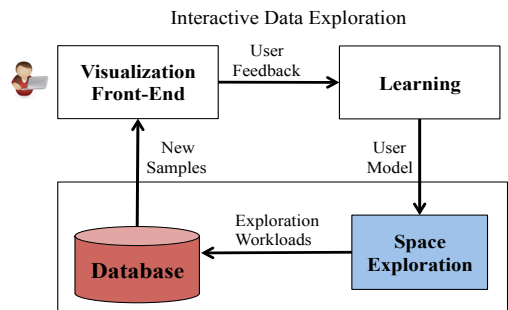 Interactive Data Exploration
Visualization
Front-End
User
Feedback
Learning
New
Samples
User
Model
Exploration
Workloads
Database
Space
Exploration